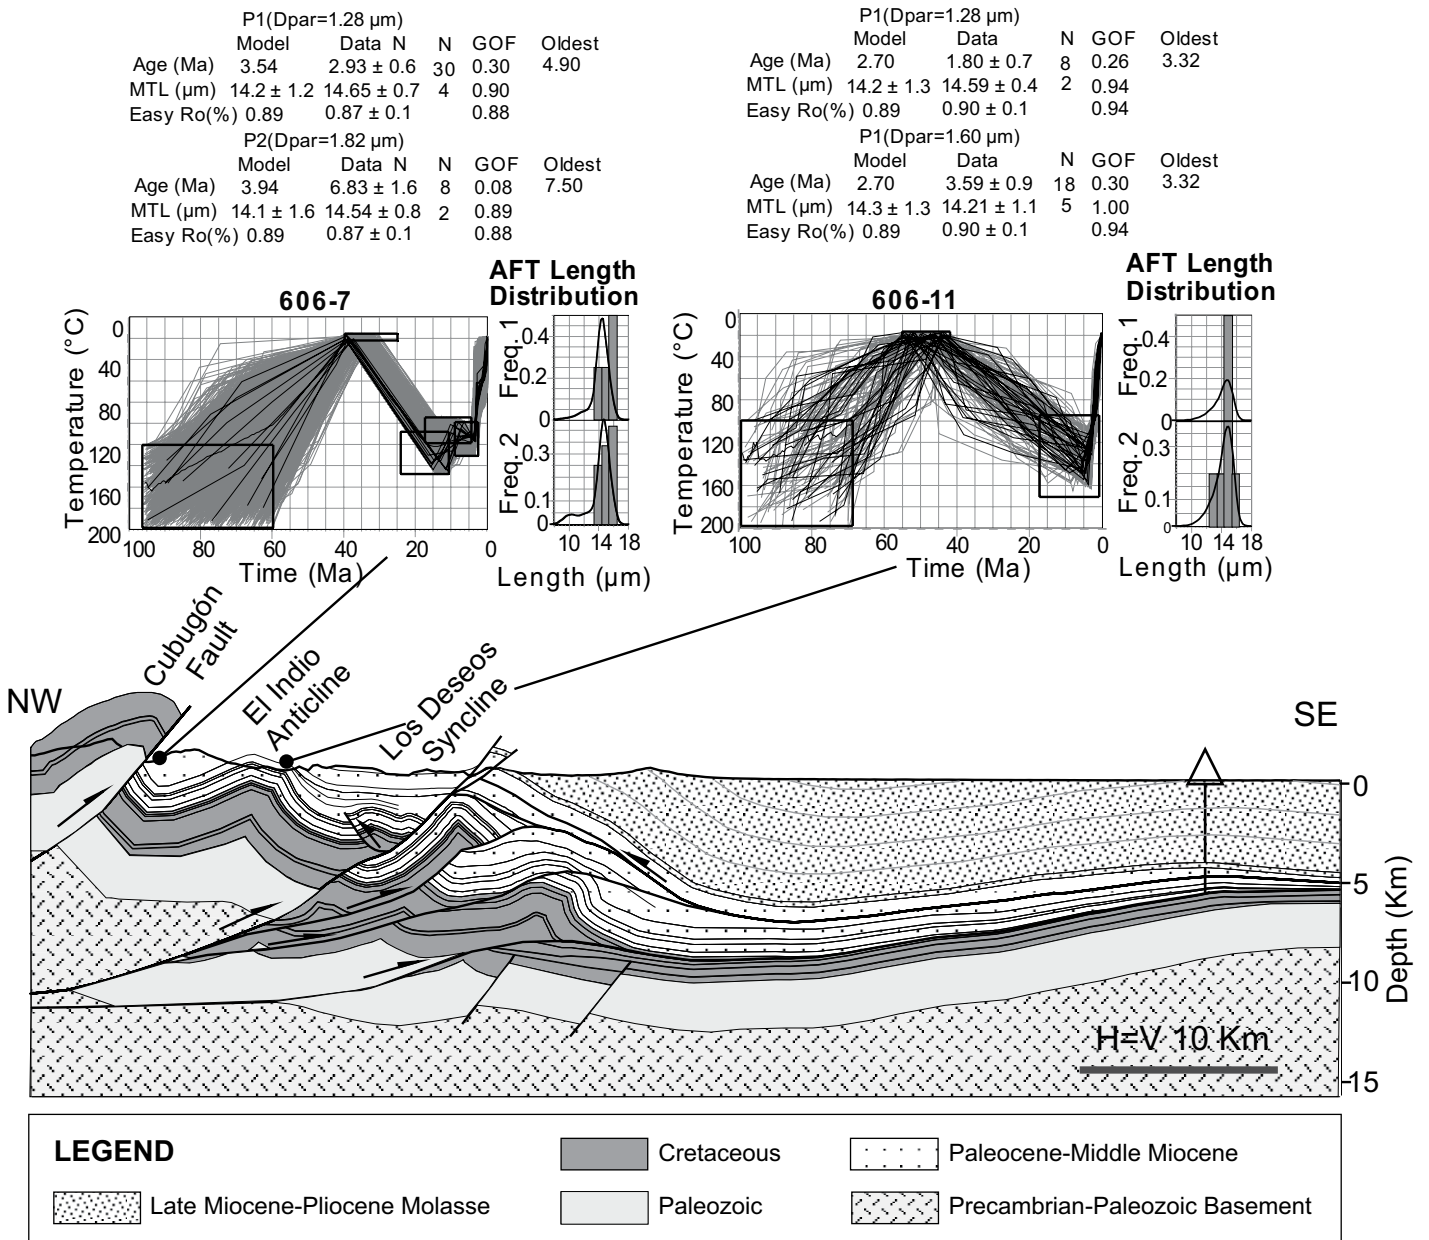 P1(Dpar=1.28 µm)
Model Data N N GOF Oldest
Age (Ma) 3.54 2.93 ± 0.6 30 0.30 4.90
MTL (µm) 14.2 ± 1.2 14.65 ± 0.7 4 0.90
Easy Ro(%) 0.89 0.87 ± 0.1 0.88
P2(Dpar=1.82 µm)
Model Data N N GOF Oldest
Age (Ma) 3.94 6.83 ± 1.6 8 0.08 7.50
MTL (µm) 14.1 ± 1.6 14.54 ± 0.8 2 0.89
Easy Ro(%) 0.89 0.87 ± 0.1 0.88
P1(Dpar=1.28 µm)
Model Data N GOF Oldest
Age (Ma) 2.70 1.80 ± 0.7 8 0.26 3.32
MTL (µm) 14.2 ± 1.3 14.59 ± 0.4 2 0.94
Easy Ro(%) 0.89 0.90 ± 0.1 0.94
P1(Dpar=1.60 µm)
Model Data N GOF Oldest
Age (Ma) 2.70 3.59 ± 0.9 18 0.30 3.32
MTL (µm) 14.3 ± 1.3 14.21 ± 1.1 5 1.00
Easy Ro(%) 0.89 0.90 ± 0.1 0.94
606-7
Temperature (°C)
0
40
80
120
160
200
100 80 60 40 20 0
Time (Ma)
AFT Length
Distribution
Freq. 1
0.4
0.2
0
Freq. 2
0.3
0.1
0
10 14 18
Length (µm)
606-11
Temperature (°C)
0
40
80
120
160
200
100 80 60 40 20 0
Time (Ma)
AFT Length
Distribution
Freq. 1
0.4
0.2
0
Freq. 2
0.3
0.1
0
10 14 18
Length (µm)
NW
Cubugón
Fault
El Indio
Anticline
Los Deseos
Syncline
SE
0
5
10
15
Depth (Km)
H=V 10 Km
LEGEND
Cretaceous
Paleocene-Middle Miocene
Late Miocene-Pliocene Molasse
Paleozoic
Precambrian-Paleozoic Basement